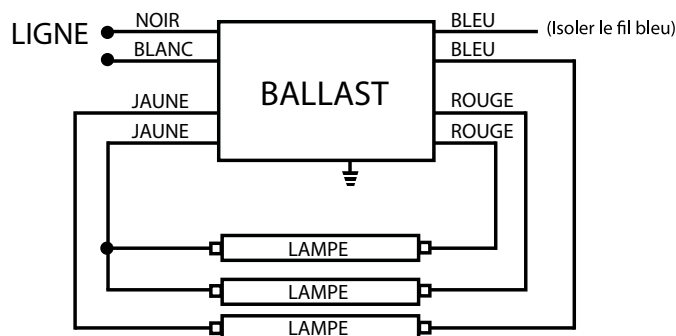 LIGNE
NOIR
BLANC
JAUNE
JAUNE
BALLAST
BLEU
(Isoler le fil bleu)
BLEU
ROUGE
ROUGE
LAMPE
LAMPE
LAMPE